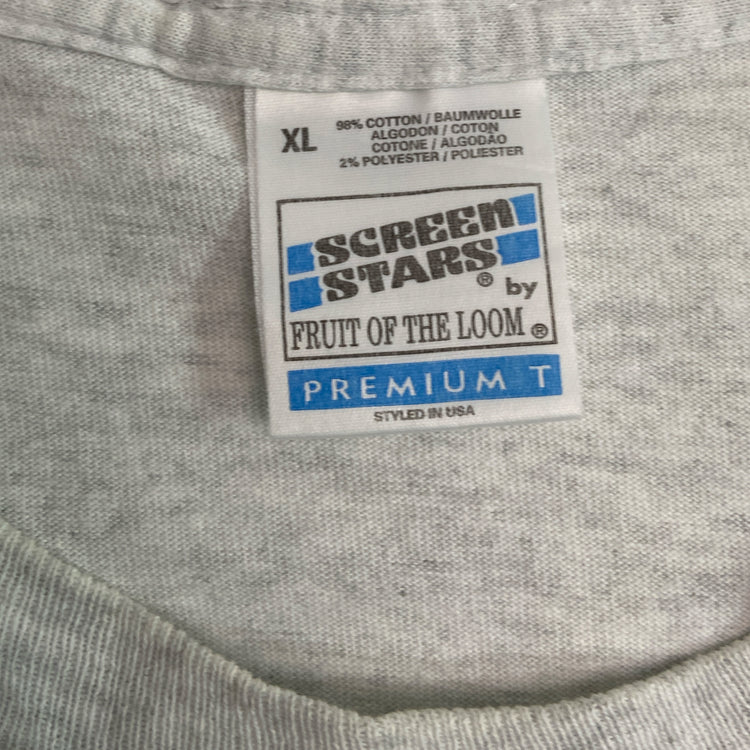 XL
98% COTTON / BAUMWOLLE
ALGODON / COTON
COTONE / ALGODÃO
2% POLYESTER / POLIESTER
SCREEN
STARS® by
FRUIT OF THE LOOM®
PREMIUM T
STYLED IN USA